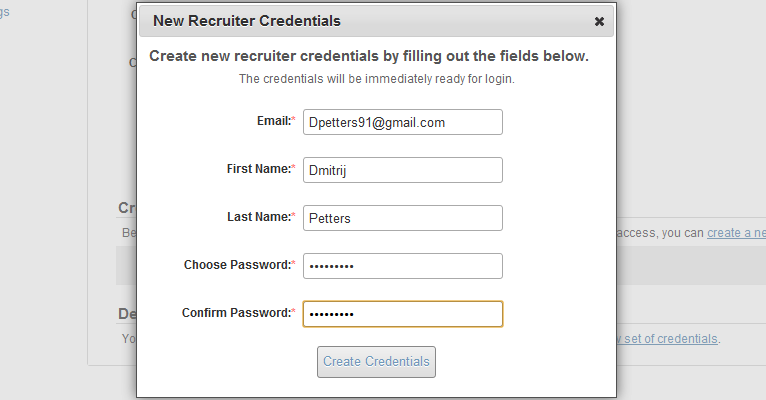 gs
New Recruiter Credentials
Create new recruiter credentials by filling out the fields below.
The credentials will be immediately ready for login.
Email:* Dpetters91@gmail.com
First Name:* Dmitrij
Last Name:* Petters
Cr
Be access, you can create a ne
Choose Password:* •••••••••
Confirm Password:* •••••••••
De
Yo set of credentials.
Create Credentials